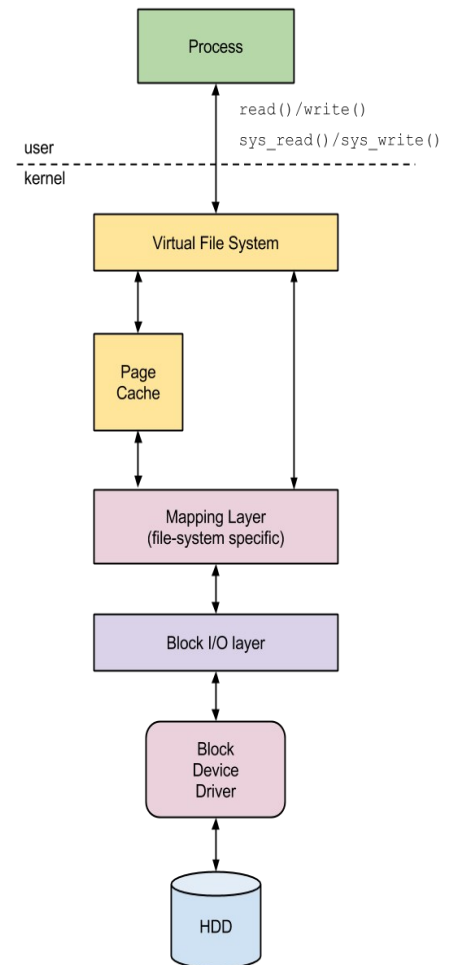 Process
read()/write()
sys_read()/sys_write()
user
kernel
Virtual File System
Page
Cache
Mapping Layer
(file-system specific)
Block I/O layer
Block
Device
Driver
HDD